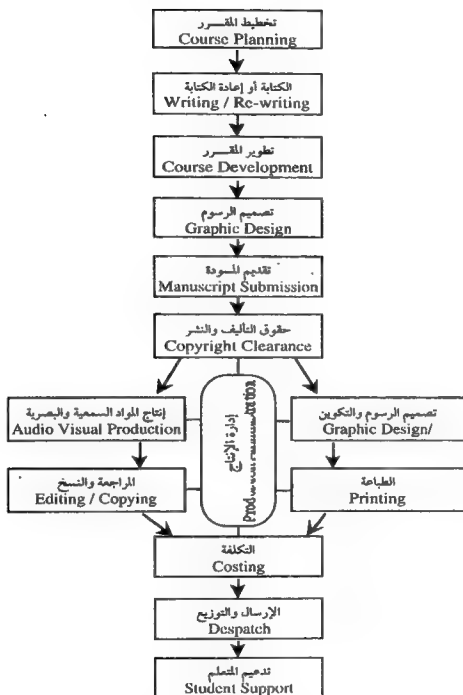 تخطيط المقـــرر
Course Planning
الكتابة أو إعادة الكتابة
Writing / Re-writing
تطوير المقـــرر
Course Development
تصميم الرسوم
Graphic Design
تقديم المسودة
Manuscript Submission
حقوق التأليف والنشر
Copyright Clearance
إنتاج المواد السمعية والبصرية
Audio Visual Production
تصميم الرسوم والتكوين
Graphic Design/
إدارة الإنتاج
المراجعة والنسخ
Editing / Copying
الطباعة
Printing
التكلفة
Costing
الإرسال والتوزيع
Despatch
تدعيم المتعلم
Student Support